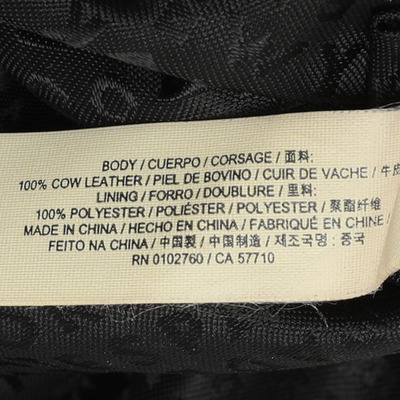 BODY / CUERPO / CORSAGE / 面料:
100% COW LEATHER / PIEL DE BOVINO / CUIR DE VACHE / 牛皮
LINING / FORRO / DOUBLURE / 里料:
100% POLYESTER / POLIÉSTER / POLYESTER / 聚酯纤维
MADE IN CHINA / HECHO EN CHINA / FABRIQUÉ EN CHINE /
FEITO NA CHINA / 中國製 / 中国制造 / 제조국명 : 중국
RN 0102760 / CA 57710